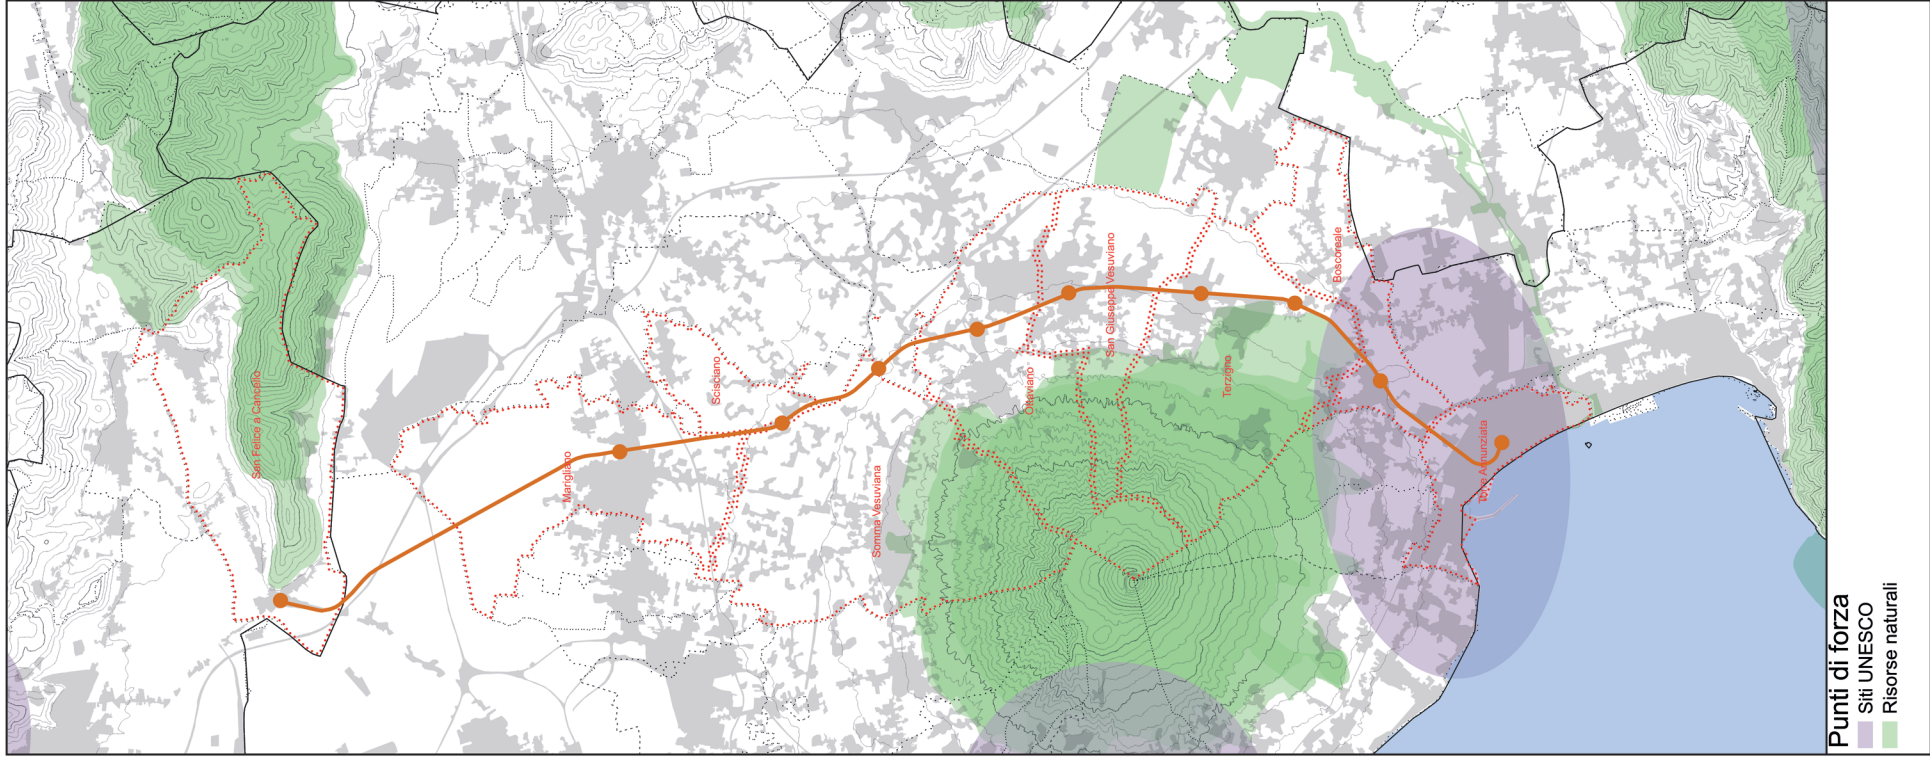 San Felice a Cancello
Marigliano
Scisciano
Somma Vesuviana
Ottaviano
San Giuseppe Vesuviano
Terzigno
Boscoreale
Torre Annunziata
Punti di forza
Siti UNESCO
Risorse naturali